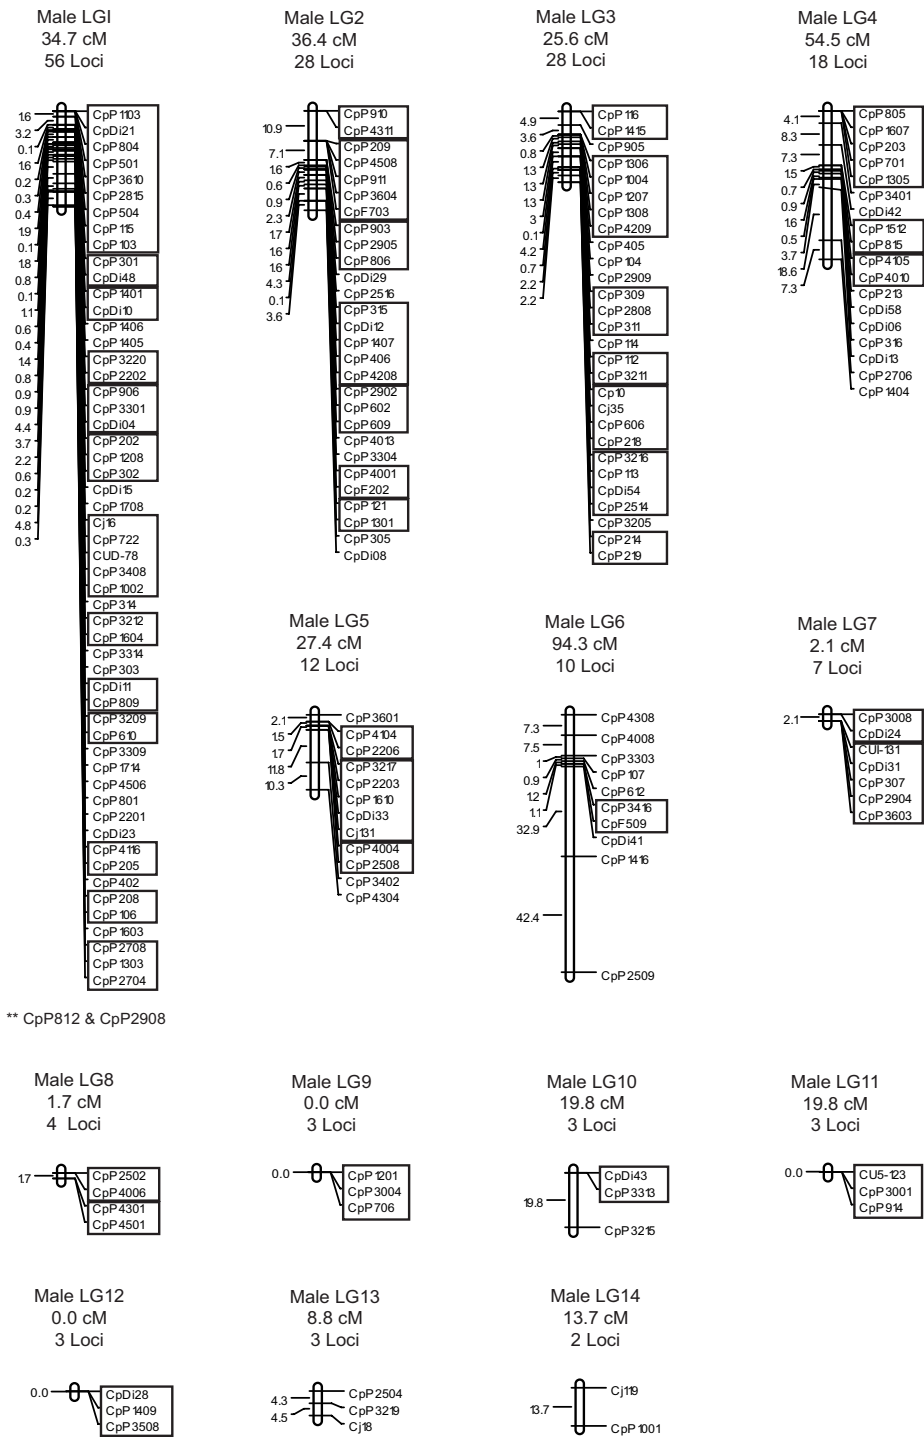 Male LGI
34.7 cM
56 Loci
1.6
3.2
0.1
1.6
0.2
0.3
0.4
1.9
0.1
1.8
0.8
0.1
1.1
0.6
0.4
1.4
0.8
0.9
0.9
4.4
3.7
2.2
0.6
0.2
0.2
4.8
0.3
CpP1103
CpDi21
CpP804
CpP501
CpP3610
CpP2815
CpP504
CpP115
CpP103
CpP301
CpDi48
CpP1401
CpDi10
CpP1406
CpP1405
CpP3220
CpP2202
CpP906
CpP3301
CpDi04
CpP202
CpP1208
CpP302
CpDi15
CpP1708
Cj16
CpP722
CUD-78
CpP3408
CpP1002
CpP314
CpP3212
CpP1604
CpP3314
CpP303
CpDi11
CpP809
CpP3209
CpP610
CpP3309
CpP1714
CpP4506
CpP801
CpP2201
CpDi23
CpP4116
CpP205
CpP402
CpP208
CpP106
CpP1603
CpP2708
CpP1303
CpP2704
** CpP812 & CpP2908
Male LG2
36.4 cM
28 Loci
10.9
7.1
1.6
0.6
0.9
2.3
1.7
1.6
1.6
4.3
0.1
3.6
CpP910
CpP4311
CpP209
CpP4508
CpP911
CpP3604
CpF703
CpP903
CpP2905
CpP806
CpDi29
CpP2516
CpP315
CpDi12
CpP1407
CpP406
CpP4208
CpP2902
CpP602
CpP609
CpP4013
CpP3304
CpP4001
CpF202
CpP121
CpP1301
CpP305
CpDi08
Male LG3
25.6 cM
28 Loci
4.9
3.6
0.8
1.3
1.3
1.3
3
0.1
4.2
0.7
2.2
2.2
CpP116
CpP1415
CpP905
CpP1306
CpP1004
CpP1207
CpP1308
CpP4209
CpP405
CpP104
CpP2909
CpP309
CpP2808
CpP311
CpP114
CpP112
CpP3211
Cp10
Cj35
CpP606
CpP218
CpP3216
CpP113
CpDi54
CpP2514
CpP3205
CpP214
CpP219
Male LG4
54.5 cM
18 Loci
4.1
8.3
7.3
1.5
0.7
0.9
1.6
0.5
3.7
18.6
7.3
CpP805
CpP1607
CpP203
CpP701
CpP1305
CpP3401
CpDi42
CpP1512
CpP815
CpP4105
CpP4010
CpP213
CpDi58
CpDi06
CpP316
CpDi13
CpP2706
CpP1404
Male LG5
27.4 cM
12 Loci
2.1
1.5
1.7
11.8
10.3
CpP3601
CpP4104
CpP2206
CpP3217
CpP2203
CpP1610
CpDi33
Cj131
CpP4004
CpP2508
CpP3402
CpP4304
Male LG6
94.3 cM
10 Loci
7.3
7.5
1
0.9
1.2
1.1
32.9
42.4
CpP4308
CpP4008
CpP3303
CpP107
CpP612
CpP3416
CpF509
CpDi41
CpP1416
CpP2509
Male LG7
2.1 cM
7 Loci
2.1
CpP3008
CpDi24
CUI-131
CpDi31
CpP307
CpP2904
CpP3603
Male LG8
1.7 cM
4 Loci
1.7
CpP2502
CpP4006
CpP4301
CpP4501
Male LG9
0.0 cM
3 Loci
0.0
CpP1201
CpP3004
CpP706
Male LG10
19.8 cM
3 Loci
19.8
CpDi43
CpP3313
CpP3215
Male LG11
19.8 cM
3 Loci
0.0
CU5-123
CpP3001
CpP914
Male LG12
0.0 cM
3 Loci
0.0
CpDi28
CpP1409
CpP3508
Male LG13
8.8 cM
3 Loci
4.3
4.5
CpP2504
CpP3219
Cj18
Male LG14
13.7 cM
2 Loci
13.7
Cj119
CpP1001